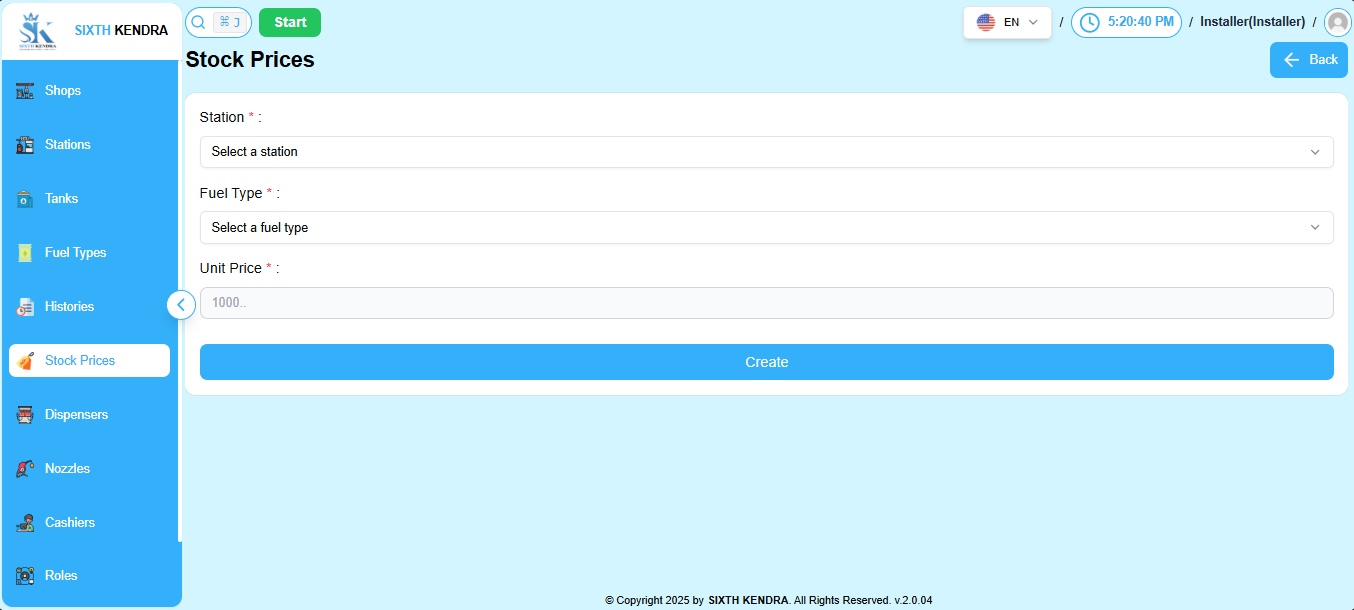 SIXTH KENDRA
⌘ J
Start
EN
/
5:20:40 PM
/
Installer(Installer)
/
Stock Prices
Back
Shops
Stations
Tanks
Fuel Types
Histories
Stock Prices
Dispensers
Nozzles
Cashiers
Roles
Station * :
Select a station
Fuel Type * :
Select a fuel type
Unit Price * :
1000..
Create
© Copyright 2025 by SIXTH KENDRA. All Rights Reserved. v.2.0.04